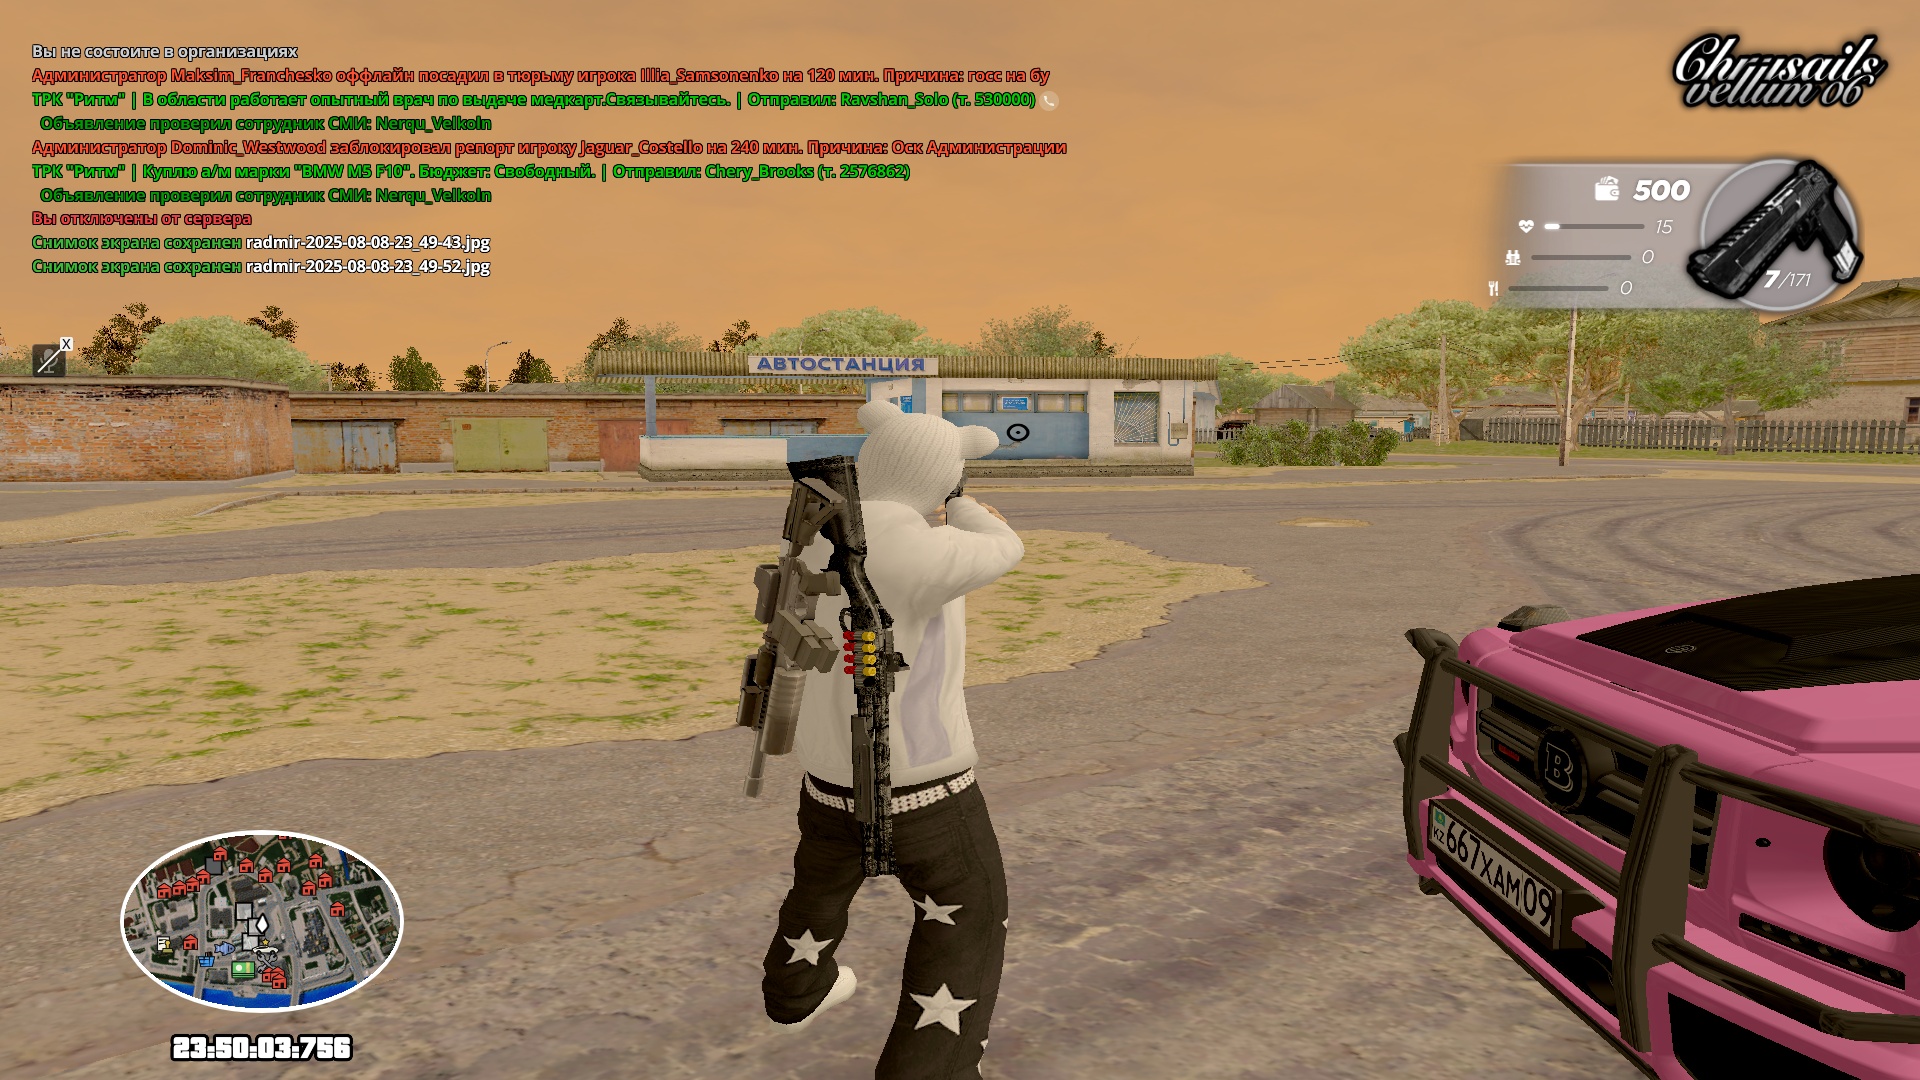 Вы не состоите в организациях
Администратор Maksim_Franchesko оффлайн посадил в тюрьму игрока Illia_Samsonenko на 120 мин. Причина: госс на бу
ТРК "Ритм" | В области работает опытный врач по выдаче медкарт.Связывайтесь. | Отправил: Ravshan_Solo (т. 530000)
Объявление проверил сотрудник СМИ: Nerqu_Velkoln
Администратор Dominic_Westwood заблокировал репорт игроку Jaguar_Costello на 240 мин. Причина: Оск Администрации
ТРК "Ритм" | Куплю а/м марки "BMW M5 F10". Бюджет: Свободный. | Отправил: Chery_Brooks (т. 2576862)
Объявление проверил сотрудник СМИ: Nerqu_Velkoln
Вы отключены от сервера
Снимок экрана сохранен radmir-2025-08-08-23_49-43.jpg
Снимок экрана сохранен radmir-2025-08-08-23_49-52.jpg
Chrysails
vellum 06
500
15
0
0
7/171
X
АВТОСТАНЦИЯ
B
KZ 667XAM09
23:50:03:756